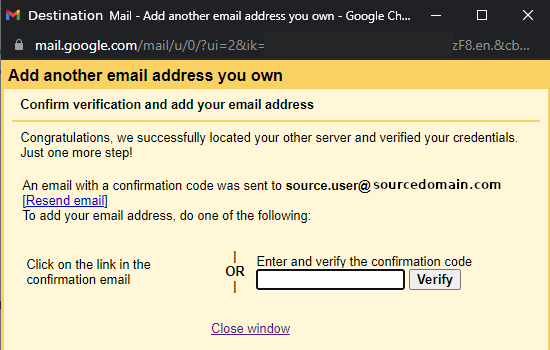 Destination Mail - Add another email address you own - Google Ch...
mail.google.com/mail/u/0/?ui=2&ik= zF8.en.&cb...
Add another email address you own
Confirm verification and add your email address
Congratulations, we successfully located your other server and verified your credentials.
Just one more step!
An email with a confirmation code was sent to source.user@sourcedomain.com
[Resend email]
To add your email address, do one of the following:
Click on the link in the
confirmation email
|
OR
|
Enter and verify the confirmation code
Verify
Close window